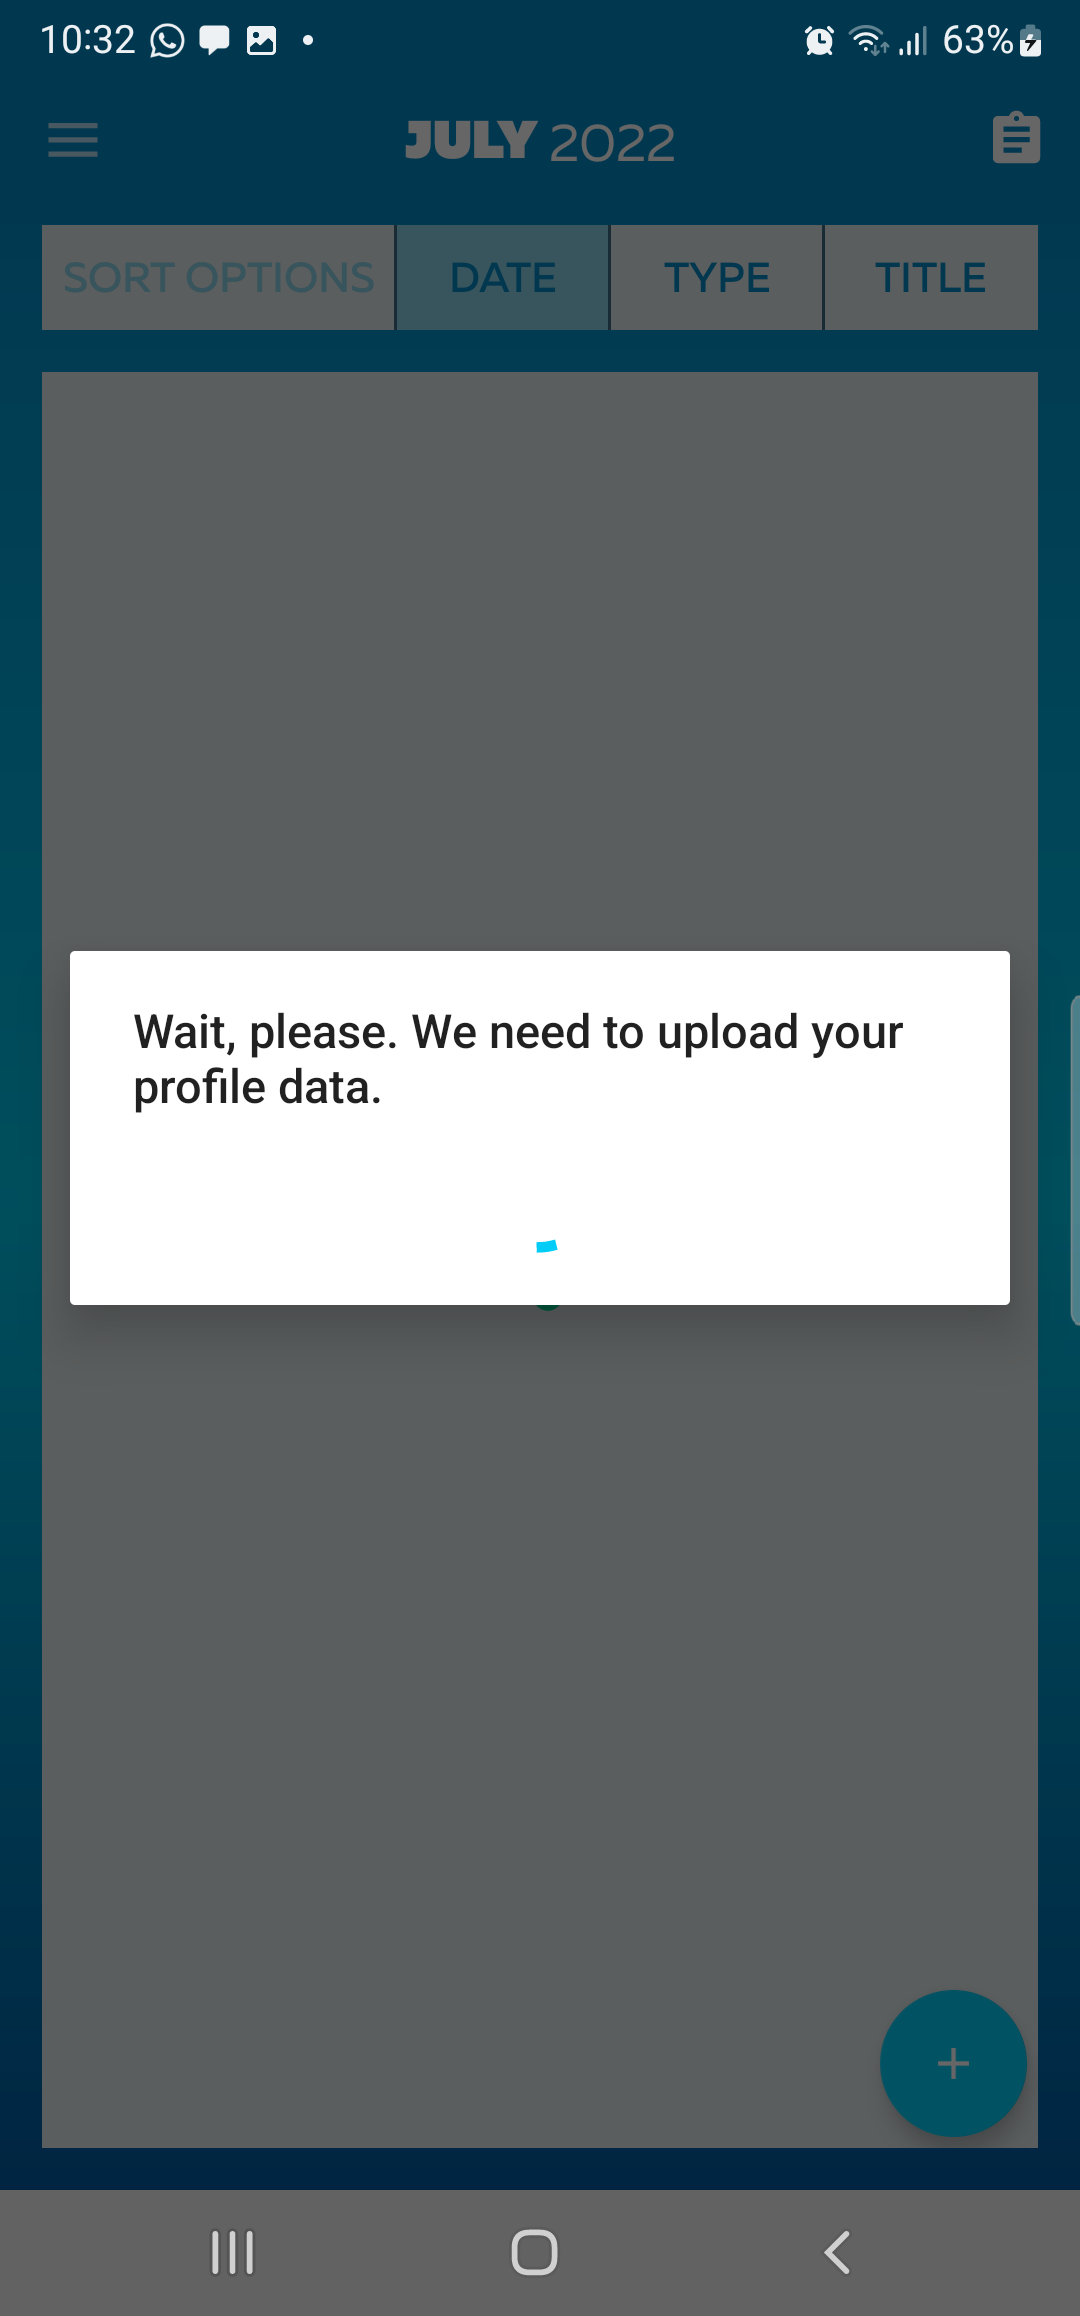 10:32 63%
JULY 2022
SORT OPTIONS DATE TYPE TITLE
Wait, please. We need to upload your
profile data.
+